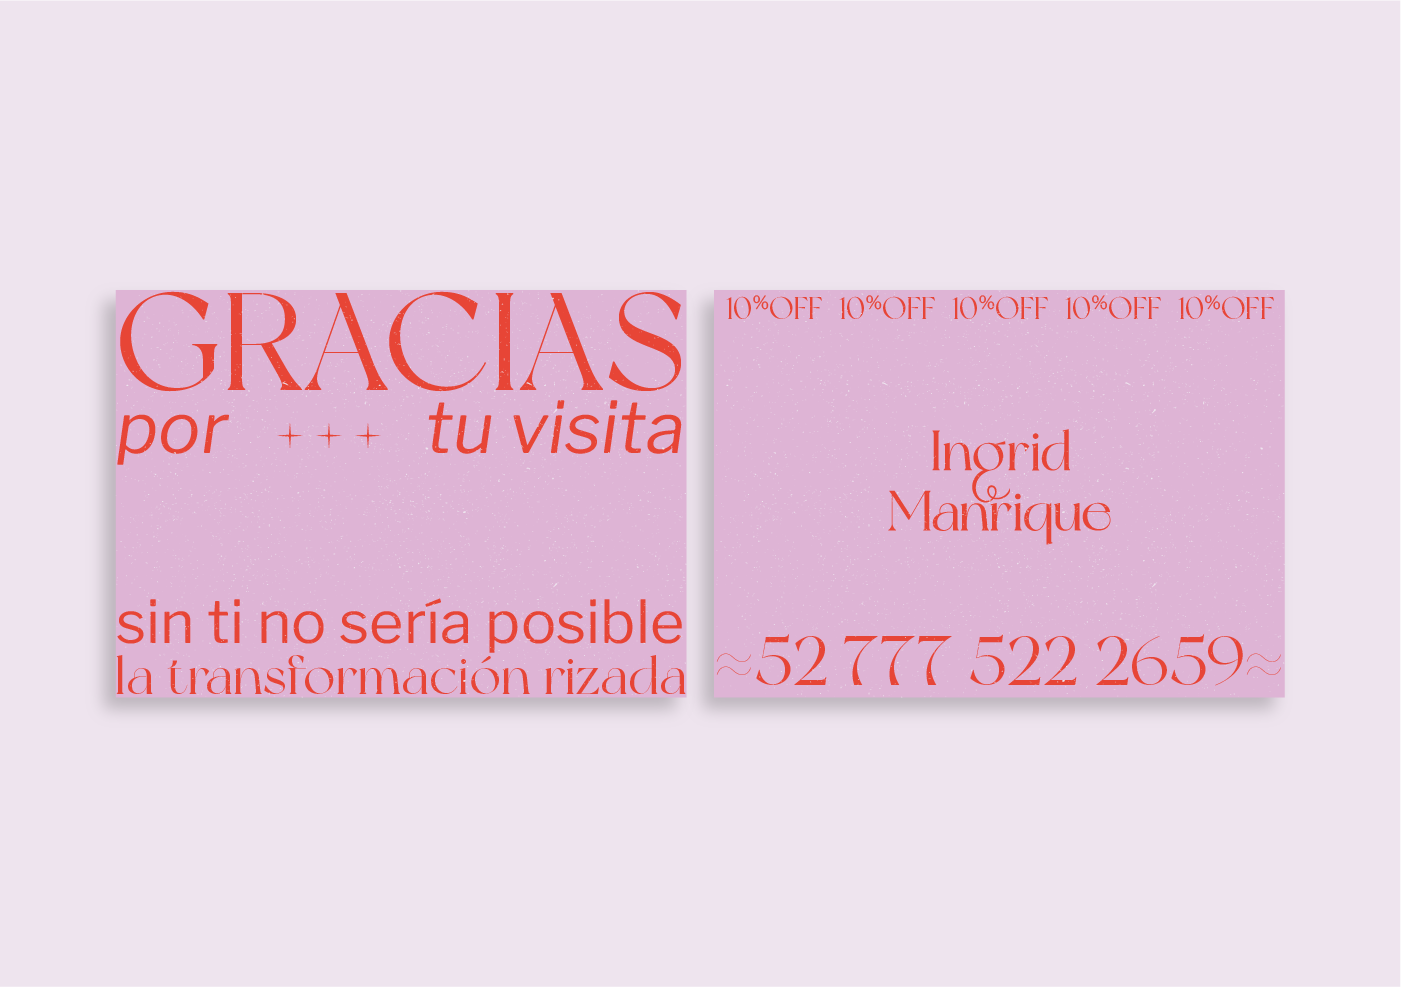 GRACIAS
por tu visita
sin ti no sería posible
la transformación rizada
10%OFF 10%OFF 10%OFF 10%OFF 10%OFF
Ingrid
&
Manrique
≈52 777 522 2659≈